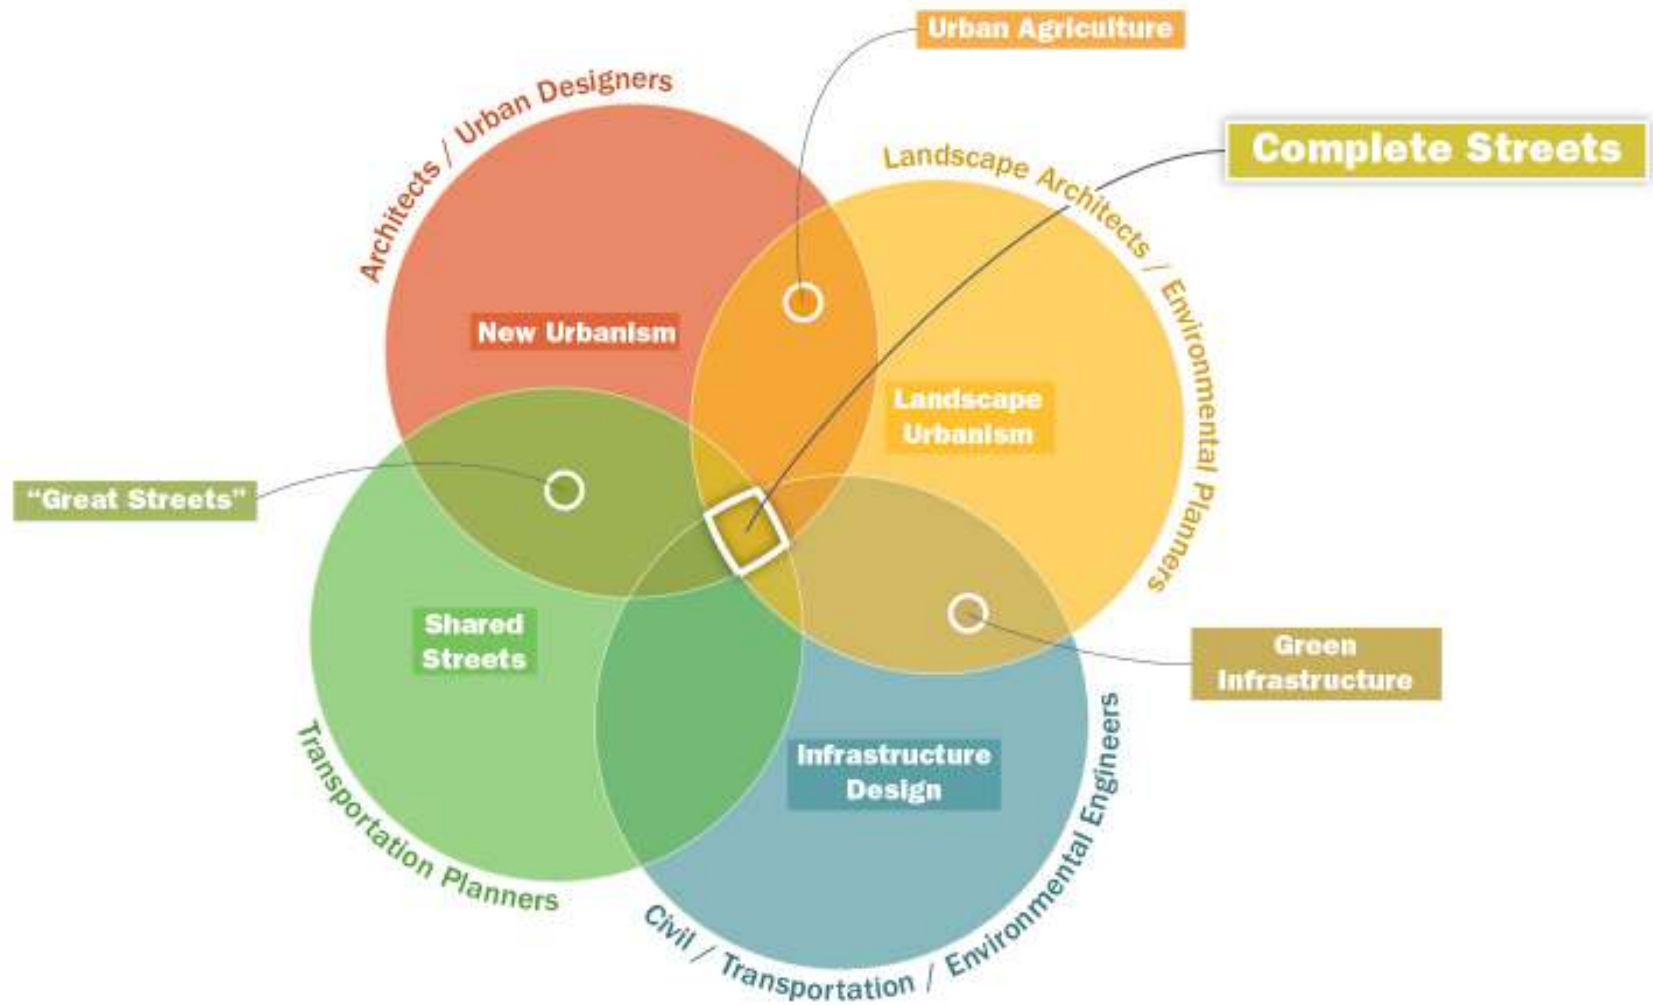 Urban Agriculture
Architects / Urban Designers
Complete Streets
Landscape Architects / Environmental Planners
New Urbanism
Landscape
Urbanism
“Great Streets”
Shared
Streets
Green
Infrastructure
Infrastructure
Design
Transportation Planners
Civil / Transportation / Environmental Engineers